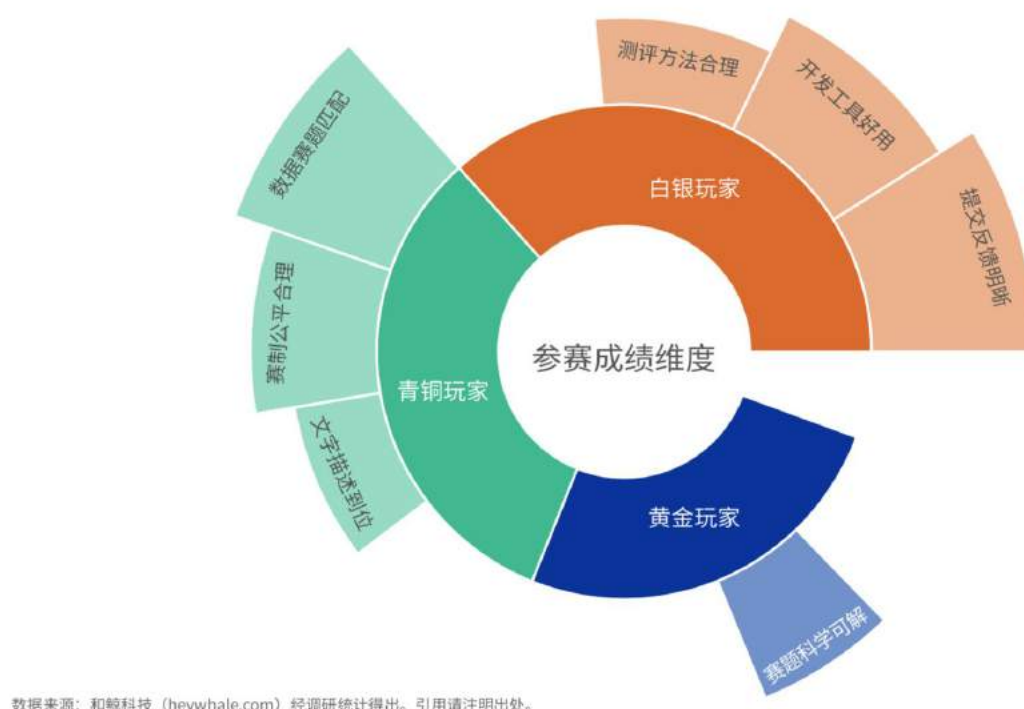 测评方法合理
开发工具好用
提交反馈明晰
白银玩家
数据赛题匹配
赛制公平合理
文字描述到位
青铜玩家
参赛成绩维度
黄金玩家
赛题科学可解
数据来源：和鲸科技（heywhale.com）经调研统计得出。引用请注明出处。